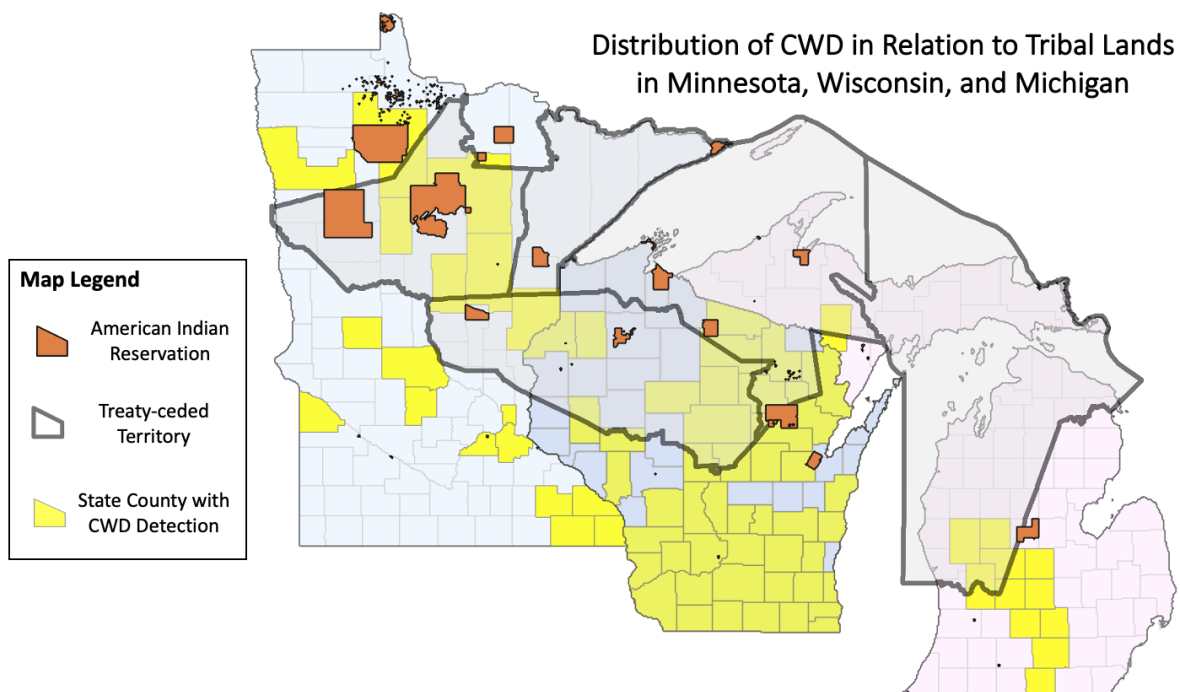 Distribution of CWD in Relation to Tribal Lands
in Minnesota, Wisconsin, and Michigan
Map Legend
American Indian
Reservation
Treaty-ceded
Territory
State County with
CWD Detection